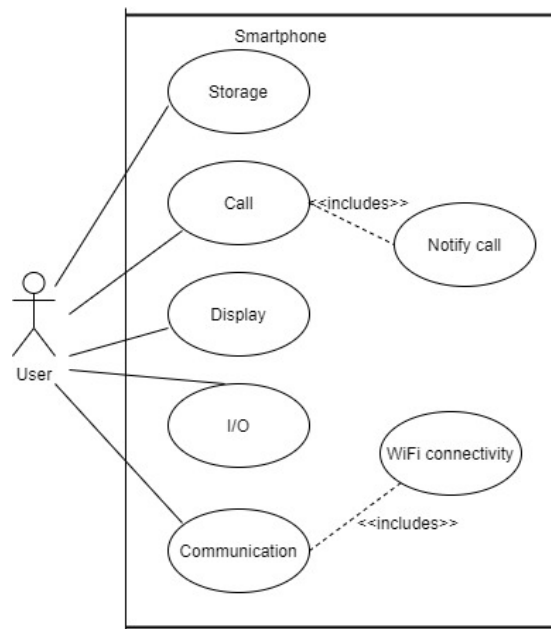 Smartphone
Storage
Call
<<includes>>
Notify call
Display
User
I/O
WiFi connectivity
<<includes>>
Communication